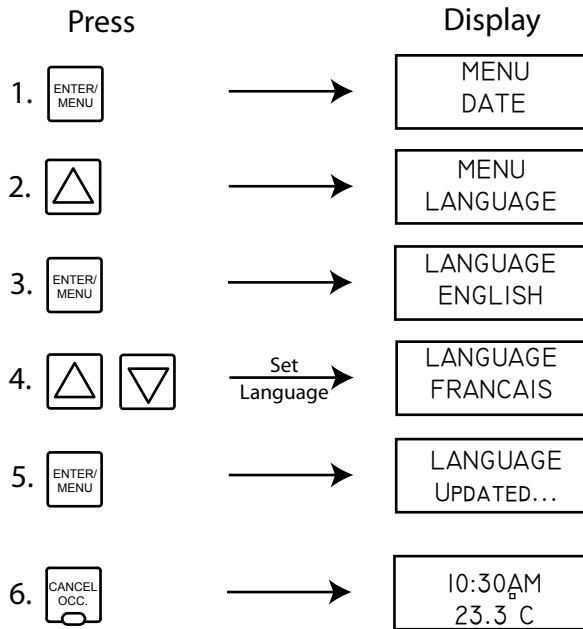 Press
Display
1.
ENTER/
MENU
MENU
DATE
2.
MENU
LANGUAGE
3.
ENTER/
MENU
LANGUAGE
ENGLISH
4.
Set
Language
LANGUAGE
FRANCAIS
5.
ENTER/
MENU
LANGUAGE
UPDATED...
6.
CANCEL
OCC.
10:30AM
23.3 C